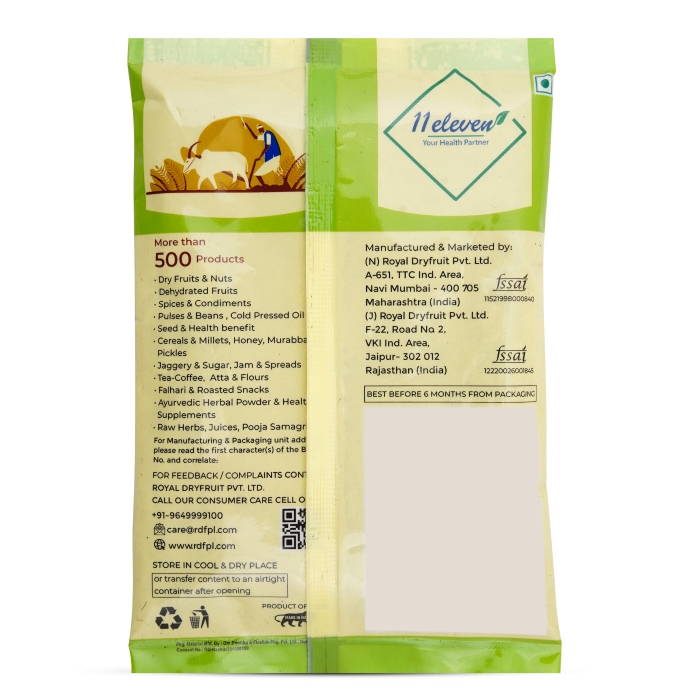 11 eleven
Your Health Partner
More than
500 Products
· Dry Fruits & Nuts
· Dehydrated Fruits
· Spices & Condiments
· Pulses & Beans , Cold Pressed Oil
· Seed & Health benefit
· Cereals & Millets, Honey, Murabba
Pickles
· Jaggery & Sugar, Jam & Spreads
· Tea-Coffee, Atta & Flours
· Falhari & Roasted Snacks
· Ayurvedic Herbal Powder & Healt
Supplements
· Raw Herbs, Juices, Pooja Samagr
For Manufacturing & Packaging unit add
please read the first character(s) of the B
No. and correlate:
FOR FEEDBACK / COMPLAINTS CONT
ROYAL DRYFRUIT PVT. LTD.
CALL OUR CONSUMER CARE CELL O
+91-9649999100
care@rdfpl.com
www.rdfpl.com
STORE IN COOL & DRY PLACE
or transfer content to an airtight
container after opening
PRODUCT OF
MAKE IN IND
Manufactured & Marketed by:
(N) Royal Dryfruit Pvt. Ltd.
A-651, TTC Ind. Area,
Navi Mumbai - 400 705
Maharashtra (India)
fssai
11521998000840
(J) Royal Dryfruit Pvt. Ltd.
F-22, Road No. 2,
VKI Ind. Area,
Jaipur- 302 012
Rajasthan (India)
fssai
12220026001845
BEST BEFORE 6 MONTHS FROM PACKAGING